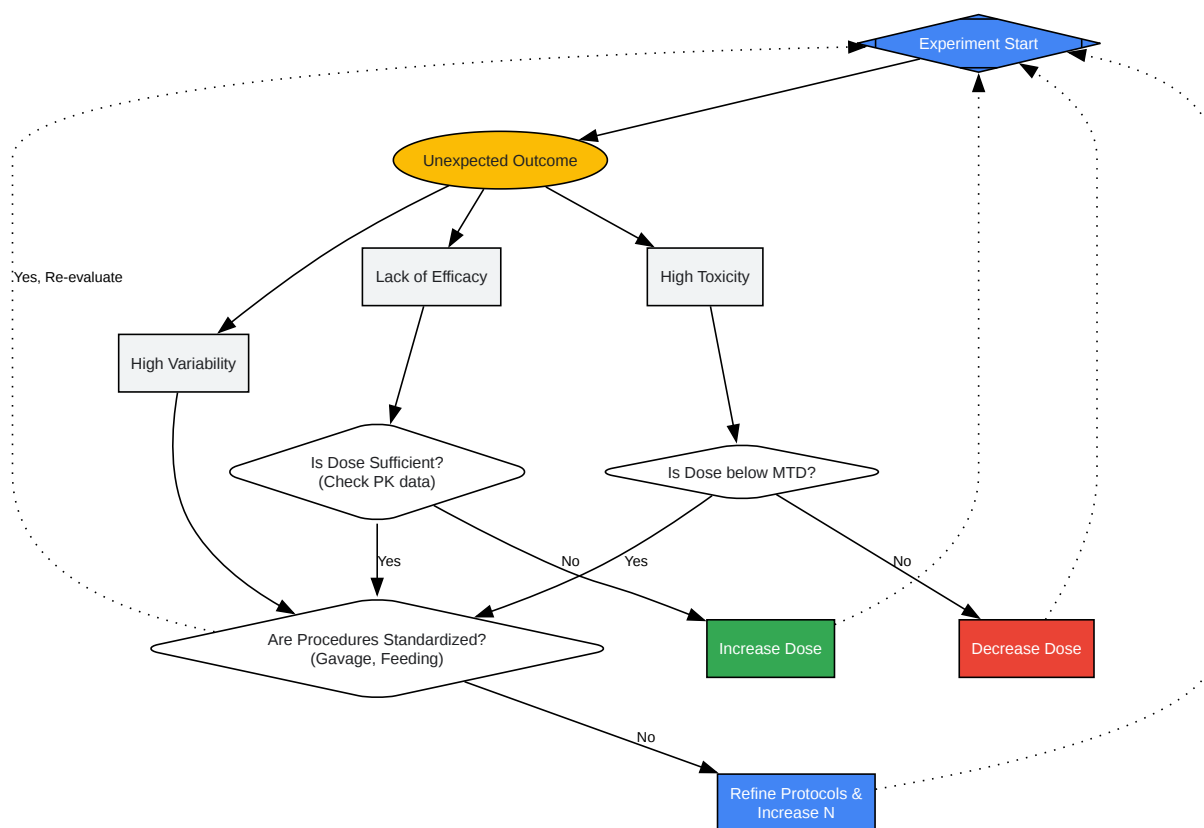 Experiment Start
Unexpected Outcome
Lack of Efficacy
High Toxicity
Yes, Re-evaluate
High Variability
Is Dose Sufficient?
(Check PK data)
Is Dose below MTD?
Yes
No
Yes
No
Are Procedures Standardized?
(Gavage, Feeding)
Increase Dose
Decrease Dose
No
Refine Protocols &
Increase N